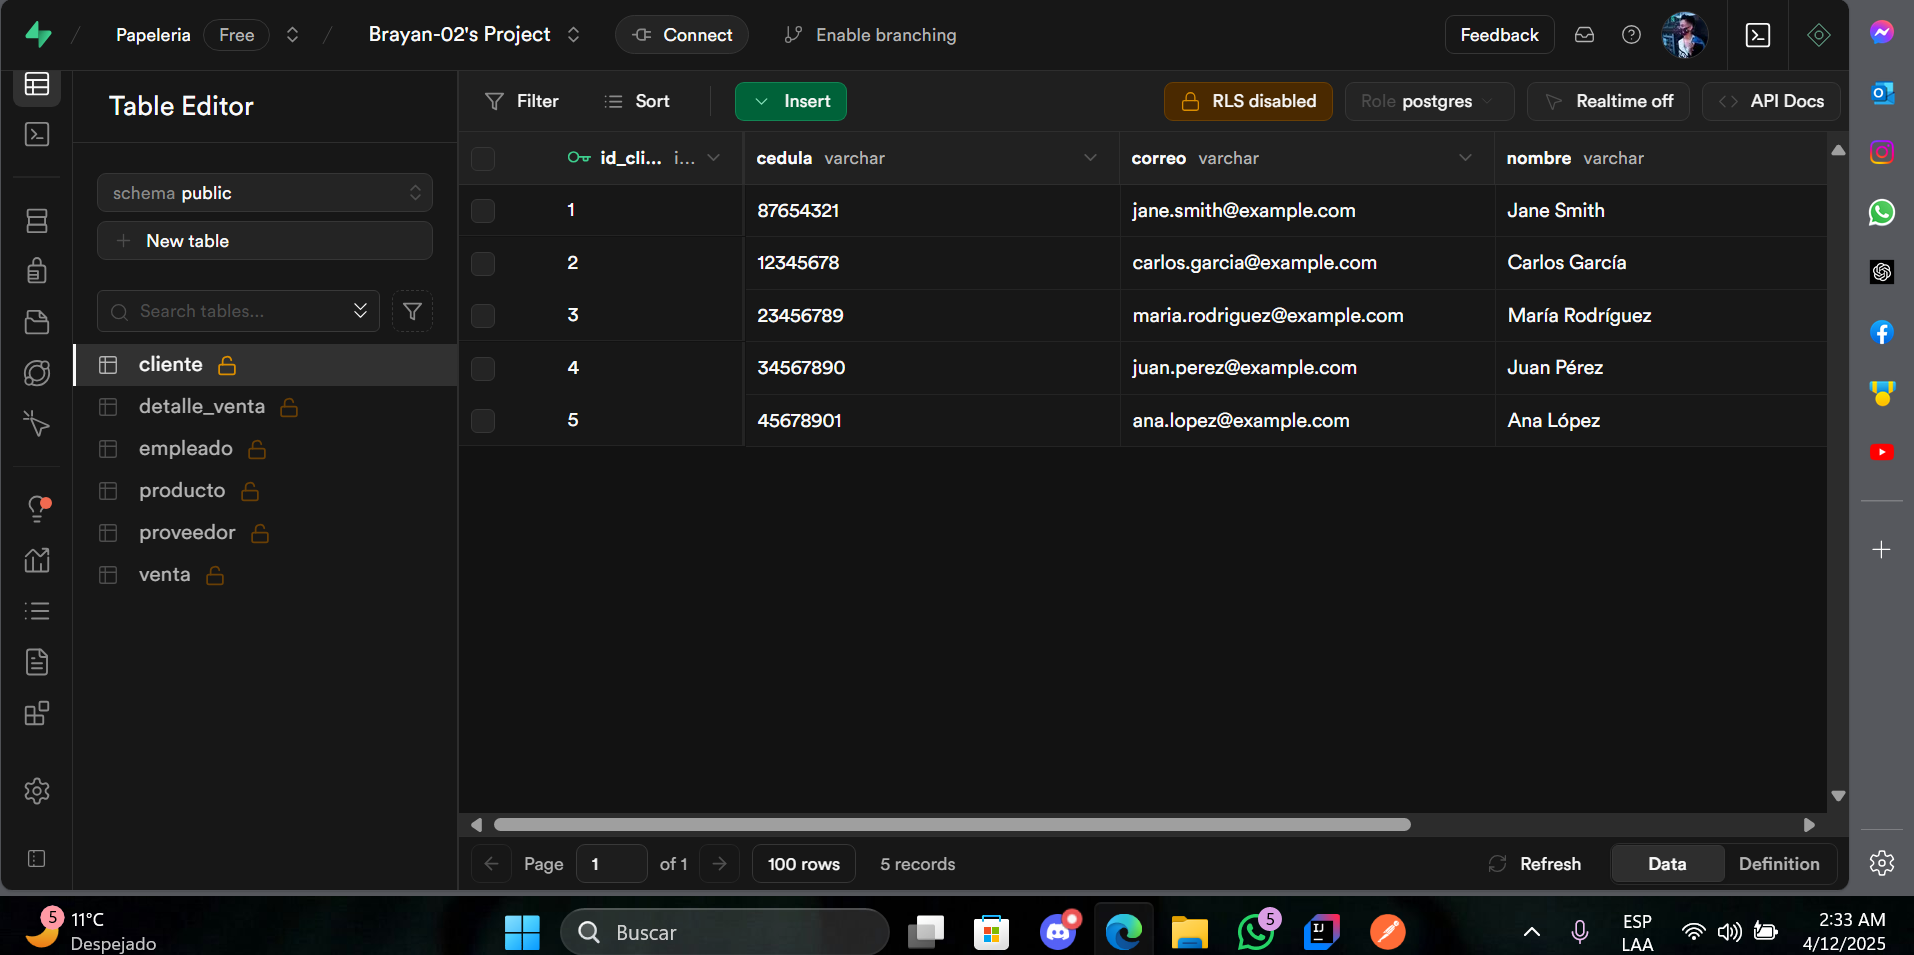 Papeleria Free Brayan-02's Project Connect Enable branching Feedback
Table Editor
Filter Sort Insert RLS disabled Role postgres Realtime off API Docs
schema public
New table
Search tables...
cliente
detalle_venta
empleado
producto
proveedor
venta
id_cli... i... cedula varchar correo varchar nombre varchar
1 87654321 jane.smith@example.com Jane Smith
2 12345678 carlos.garcia@example.com Carlos García
3 23456789 maria.rodriguez@example.com María Rodríguez
4 34567890 juan.perez@example.com Juan Pérez
5 45678901 ana.lopez@example.com Ana López
Page 1 of 1 100 rows 5 records Refresh Data Definition
5 11°C
Despejado
Buscar
5
IJ
ESP
LAA
2:33 AM
4/12/2025